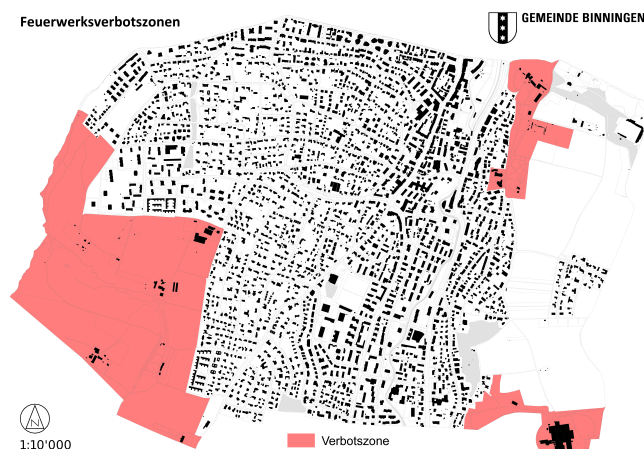 Feuerwerksverbotszonen
GEMEINDE BINNINGEN
Verbotszone
1:10'000